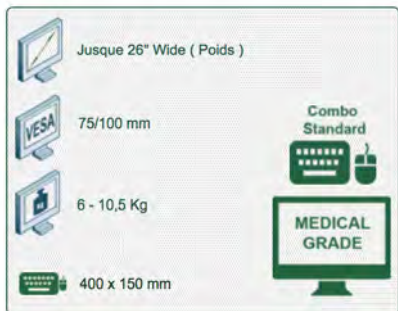 Jusque 26" Wide ( Poids )
VESA
75/100 mm
6 - 10,5 Kg
400 x 150 mm
Combo
Standard
MEDICAL
GRADE